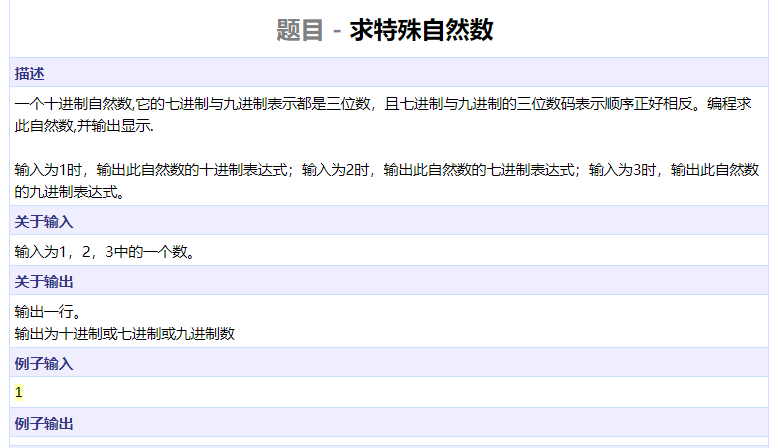 题目 - 求特殊自然数
描述
一个十进制自然数,它的七进制与九进制表示都是三位数，且七进制与九进制的三位数码表示顺序正好相反。编程求
此自然数,并输出显示.
输入为1时，输出此自然数的十进制表达式；输入为2时，输出此自然数的七进制表达式；输入为3时，输出此自然数
的九进制表达式。
关于输入
输入为1，2，3中的一个数。
关于输出
输出一行。
输出为十进制或七进制或九进制数
例子输入
1
例子输出